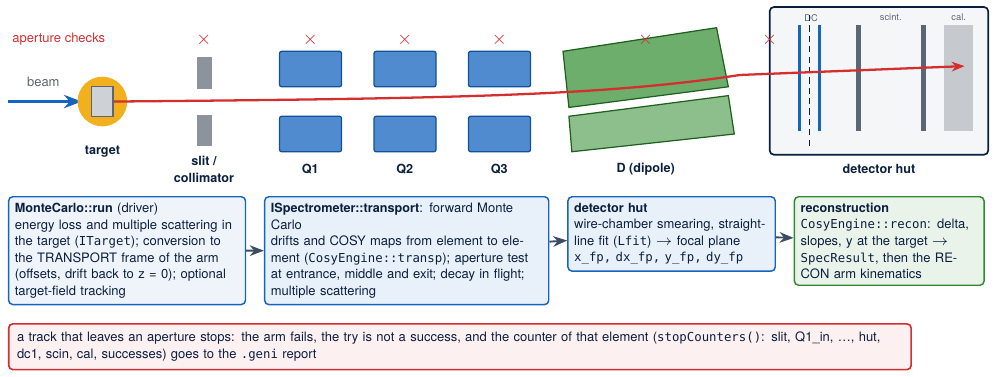 DC
scint.
cal.
aperture checks
beam
target
slit /
collimator
Q1
Q2
Q3
D (dipole)
detector hut
MonteCarlo::run (driver)
energy loss and multiple scattering in
the target (ITarget); conversion to
the TRANSPORT frame of the arm
(offsets, drift back to z = 0); optional
target-field tracking
ISpectrometer::transport: forward Monte
Carlo
drifts and COSY maps from element to ele-
ment (CosyEngine::transp); aperture test
at entrance, middle and exit; decay in flight;
multiple scattering
detector hut
wire-chamber smearing, straight-
line fit (Lfit) → focal plane
x_fp, dx_fp, y_fp, dy_fp
reconstruction
CosyEngine::recon: delta,
slopes, y at the target →
SpecResult, then the RE-
CON arm kinematics
a track that leaves an aperture stops: the arm fails, the try is not a success, and the counter of that element (stopCounters(): slit, Q1_in, ..., hut,
dc1, scin, cal, successes) goes to the .geni report